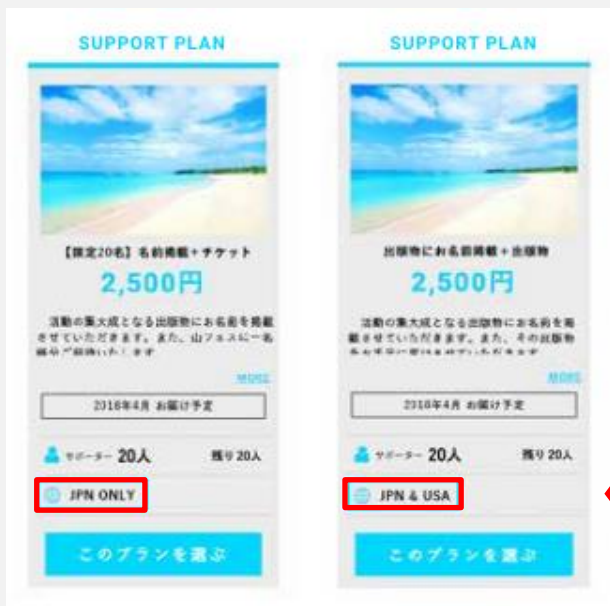 SUPPORT PLAN
【限定20名】名前掲載+チケット
2,500円
活動の集大成となる出版物にお名前を掲載
させていただきます。また、山フェスに一名
MORE
2018年4月 お届け予定
サポーター 20人 残り20人
JPN ONLY
このプランを選ぶ
SUPPORT PLAN
出版物にお名前掲載+出版物
2,500円
活動の集大成となる出版物にお名前を掲
載させていただきます。また、その出版物
MORE
2018年4月 お届け予定
サポーター 20人 残り20人
JPN & USA
このプランを選ぶ